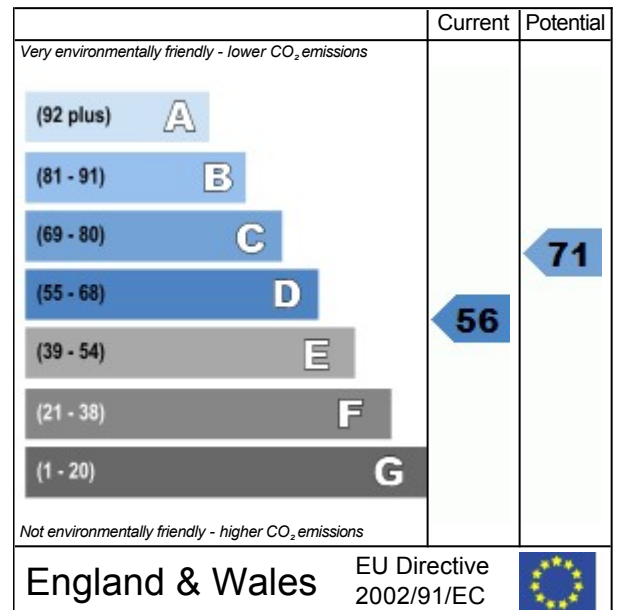 Current Potential
Very environmentally friendly - lower CO₂ emissions
(92 plus) A
(81 - 91) B
(69 - 80) C
71
(55 - 68) D
56
(39 - 54) E
(21 - 38) F
(1 - 20) G
Not environmentally friendly - higher CO₂ emissions
England & Wales
EU Directive
2002/91/EC